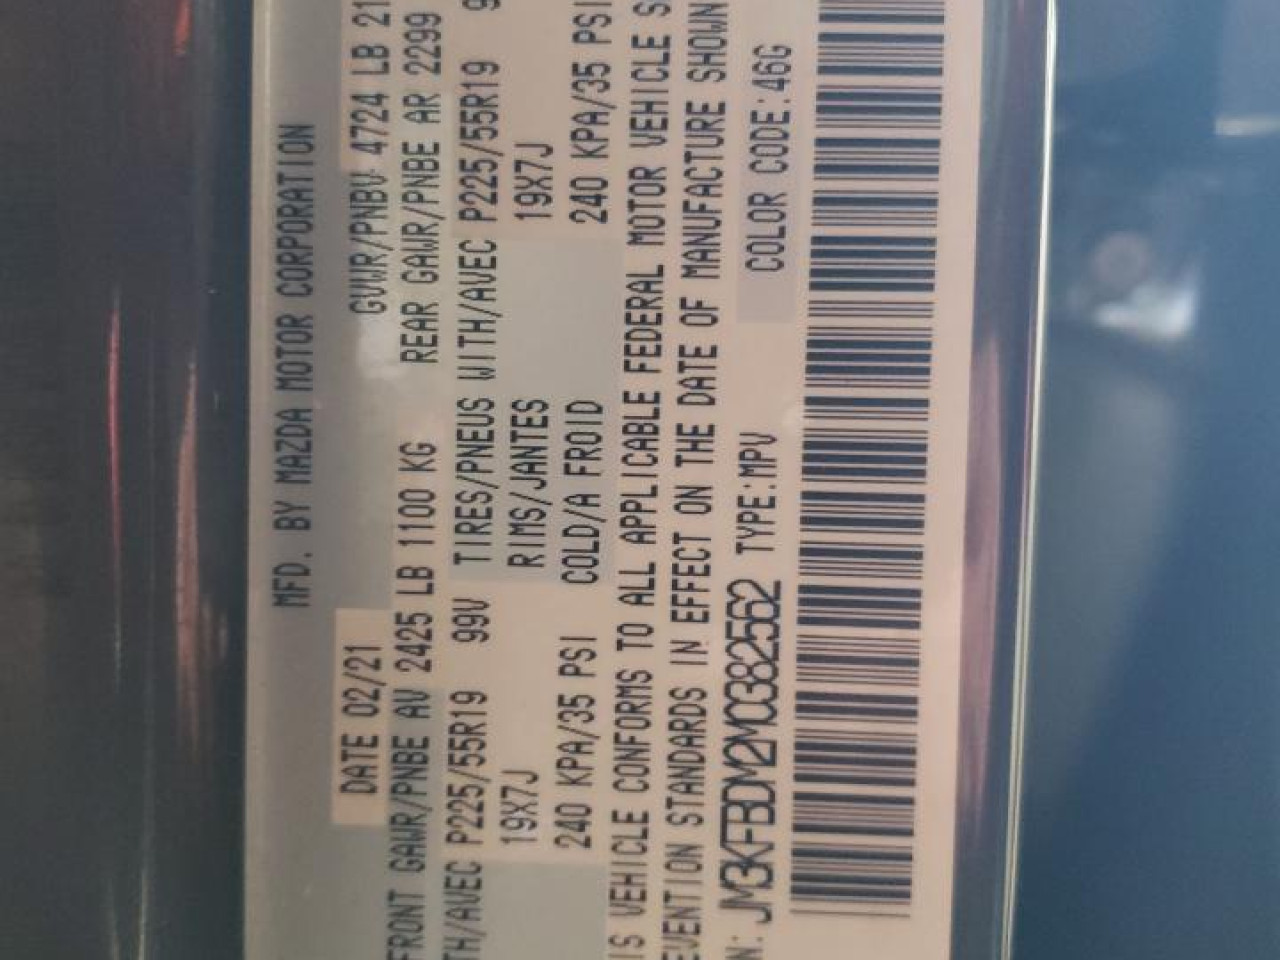 MFD. BY MAZDA MOTOR CORPORATION
DATE 02/21 GVWR/PNBV 4724 LB 21
FRONT GAWR/PNBE AV 2425 LB 1100 KG REAR GAWR/PNBE AR 2299
TH/AVEC P225/55R19 99V TIRES/PNEUS WITH/AVEC P225/55R19 9
19X7J RIMS/JANTES 19X7J
240 KPA/35 PSI COLD/A FROID 240 KPA/35 PSI
IS VEHICLE CONFORMS TO ALL APPLICABLE FEDERAL MOTOR VEHICLE S
EVENTION STANDARDS IN EFFECT ON THE DATE OF MANUFACTURE SHOWN
N: JM3KFBDM2M0382562 TYPE:MPV COLOR CODE:46G